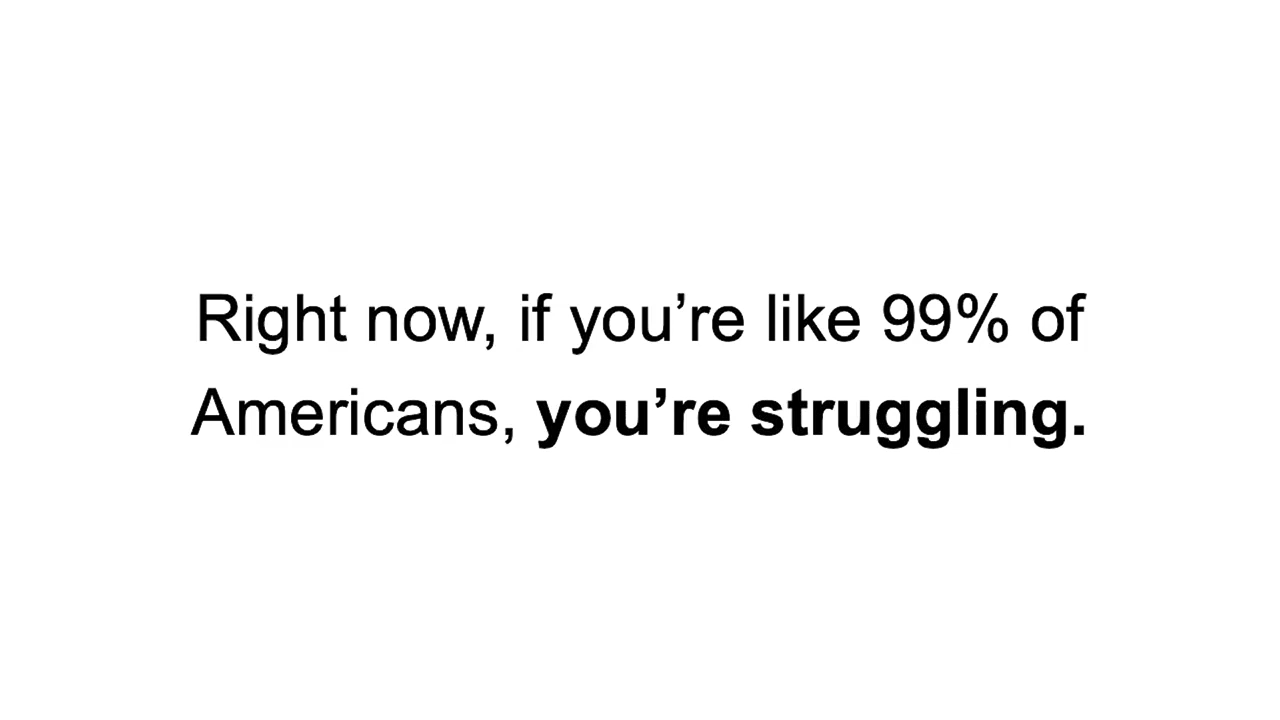 Right now, if you’re like 99% of
Americans, you’re struggling.